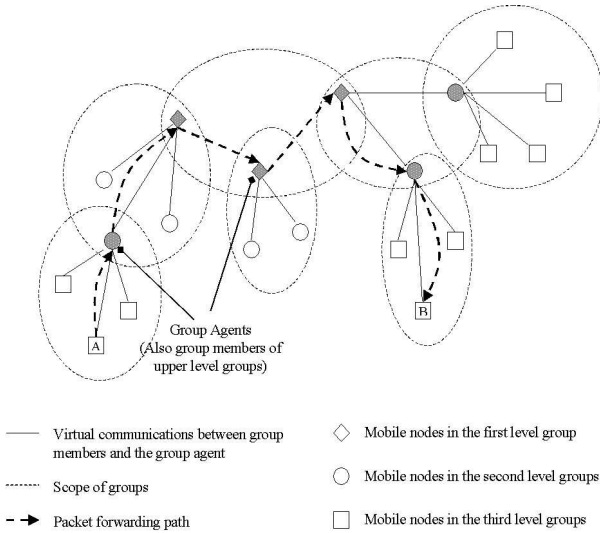 A
B
Group Agents
(Also group members of
upper level groups)
Virtual communications between group
members and the group agent
Scope of groups
Packet forwarding path
Mobile nodes in the first level group
Mobile nodes in the second level groups
Mobile nodes in the third level groups